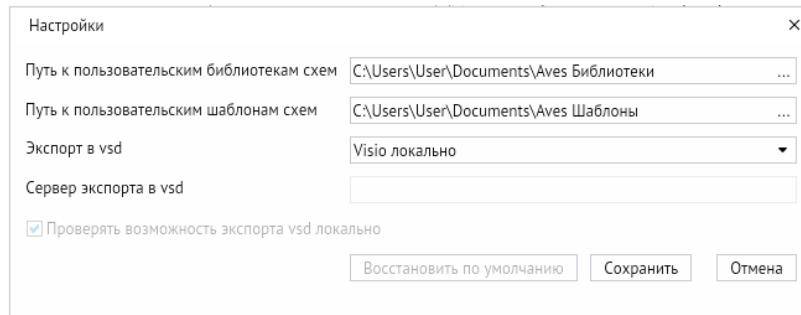 Настройки
Путь к пользовательским библиотекам схем C:\Users\User\Documents\Aves Библиотеки ...
Путь к пользовательским шаблонам схем C:\Users\User\Documents\Aves Шаблоны ...
Экспорт в vsd Visio локально
Сервер экспорта в vsd
Проверять возможность экспорта vsd локально
Восстановить по умолчанию Сохранить Отмена